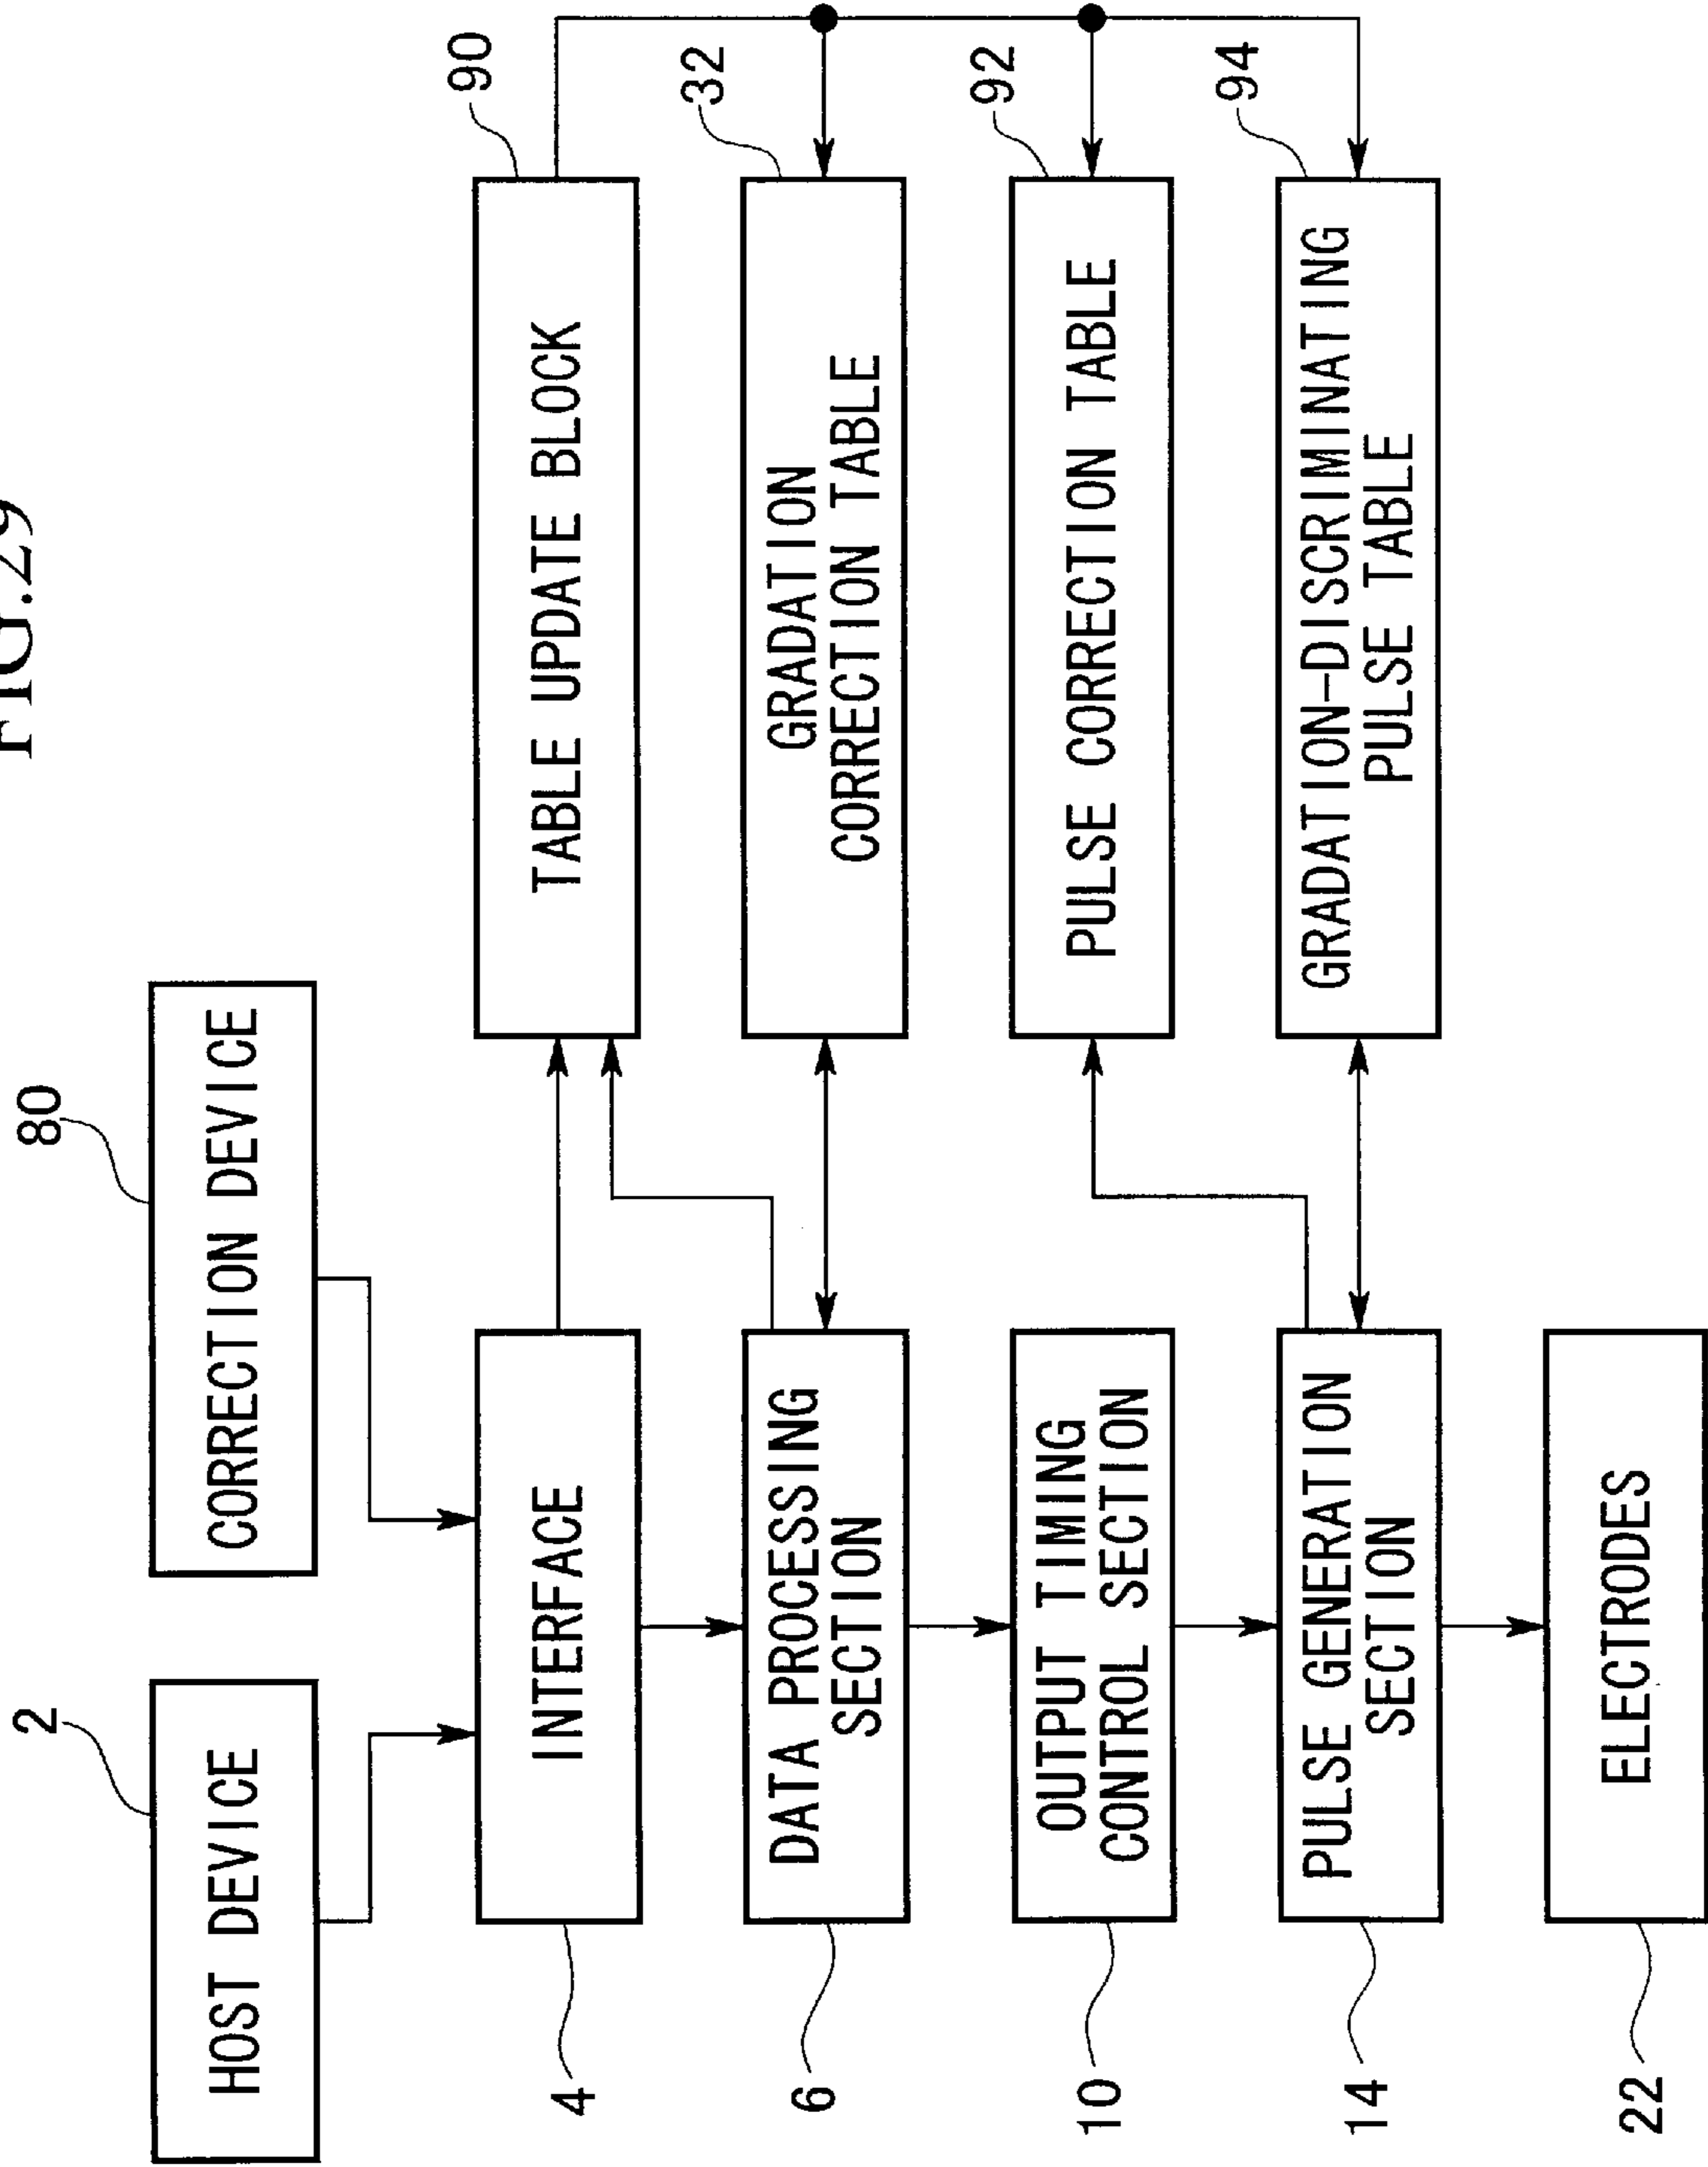 FIG.29
2
80
HOST DEVICE
CORRECTION DEVICE
4
INTERFACE
TABLE UPDATE BLOCK
90
6
DATA PROCESSING
SECTION
GRADATION
CORRECTION TABLE
32
10
OUTPUT TIMING
CONTROL SECTION
PULSE CORRECTION TABLE
92
14
PULSE GENERATION
SECTION
GRADATION-DISCRIMINATING
PULSE TABLE
94
22
ELECTRODES